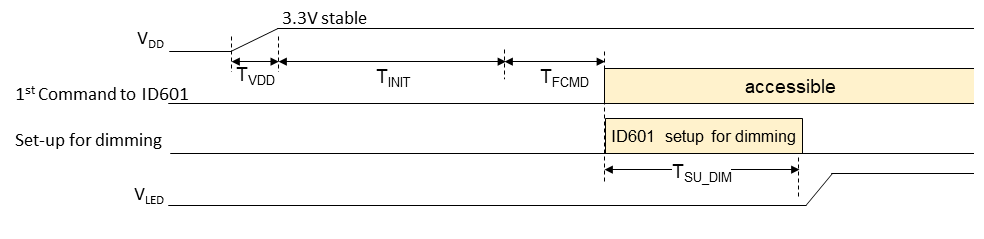 3.3V stable
VDD
TVDD
TINIT
TFCMD
1st Command to ID601
accessible
Set-up for dimming
ID601 setup for dimming
TSU_DIM
VLED